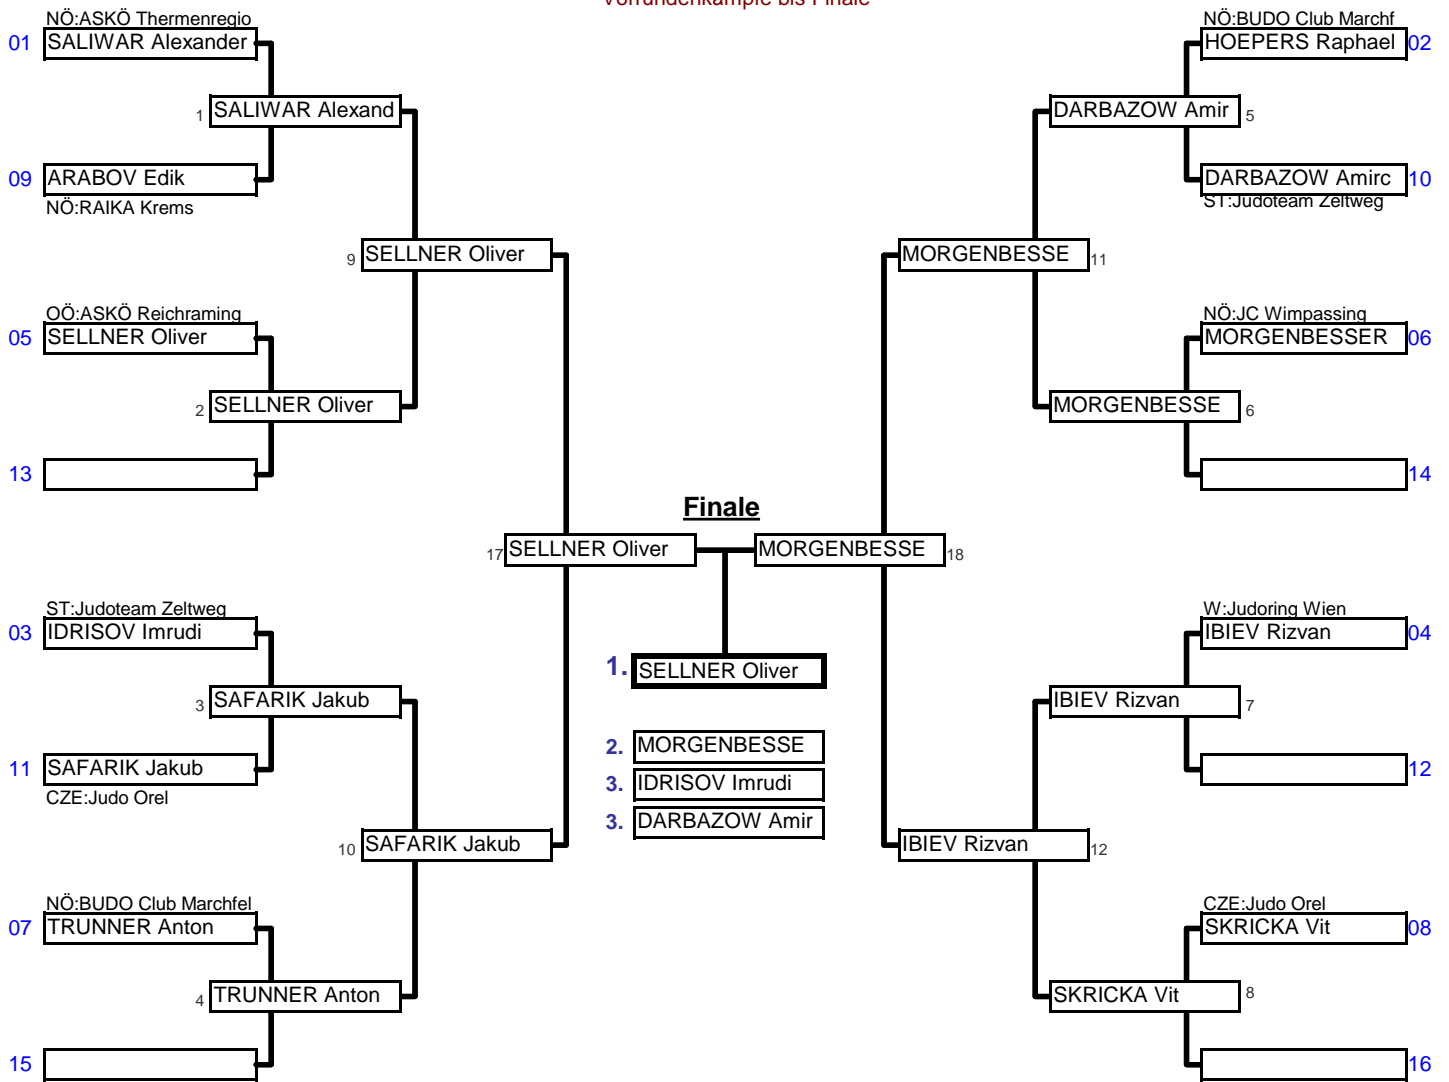 Vorrundenkämpfe bis Finale
NÖ:ASKÖ Thermenregio
01 SALIWAR Alexander
1 SALIWAR Alexand
09 ARABOV Edik
NÖ:RAIKA Krems
9 SELLNER Oliver
OÖ:ASKÖ Reichraming
05 SELLNER Oliver
2 SELLNER Oliver
13
17 SELLNER Oliver
ST:Judoteam Zeltweg
03 IDRISOV Imrudi
3 SAFARIK Jakub
11 SAFARIK Jakub
CZE:Judo Orel
10 SAFARIK Jakub
NÖ:BUDO Club Marchfel
07 TRUNNER Anton
4 TRUNNER Anton
15
Finale
1. SELLNER Oliver
2. MORGENBESSE
3. IDRISOV Imrudi
3. DARBAZOW Amir
NÖ:BUDO Club Marchf
HOEPERS Raphael 02
DARBAZOW Amir 5
DARBAZOW Amirc 10
ST:Judoteam Zeltweg
MORGENBESSE 11
NÖ:JC Wimpassing
MORGENBESSER 06
MORGENBESSE 6
14
MORGENBESSE 18
W:Judoring Wien
IBIEV Rizvan 04
IBIEV Rizvan 7
12
IBIEV Rizvan 12
CZE:Judo Orel
SKRICKA Vit 08
SKRICKA Vit 8
16